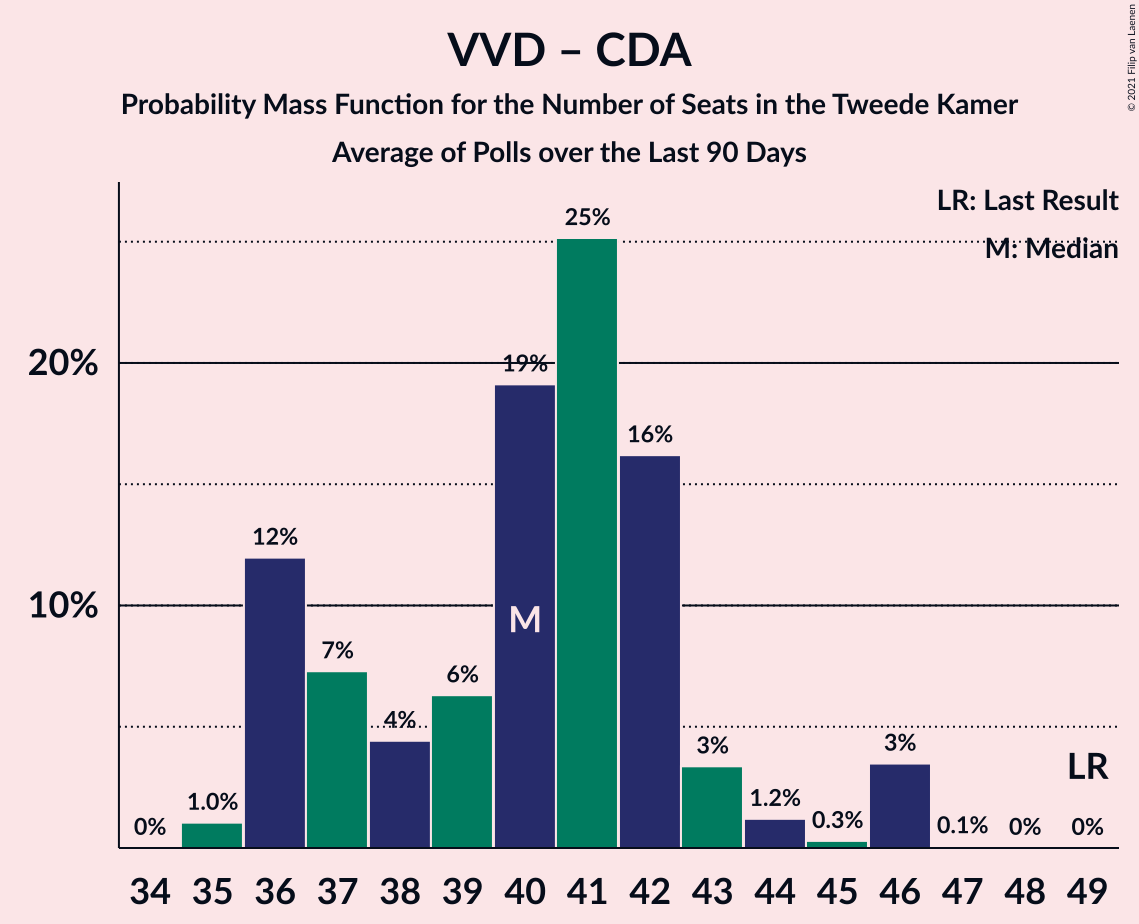 VVD – CDA
Probability Mass Function for the Number of Seats in the Tweede Kamer
Average of Polls over the Last 90 Days
© 2021 Filip van Laenen
LR: Last Result
M: Median
25%
20%
19%
16%
12%
10%
M
7%
6%
4%
3%
3%
LR
1.2%
1.0%
0.3%
0.1%
0%
0%
0%
34 35 36 37 38 39 40 41 42 43 44 45 46 47 48 49